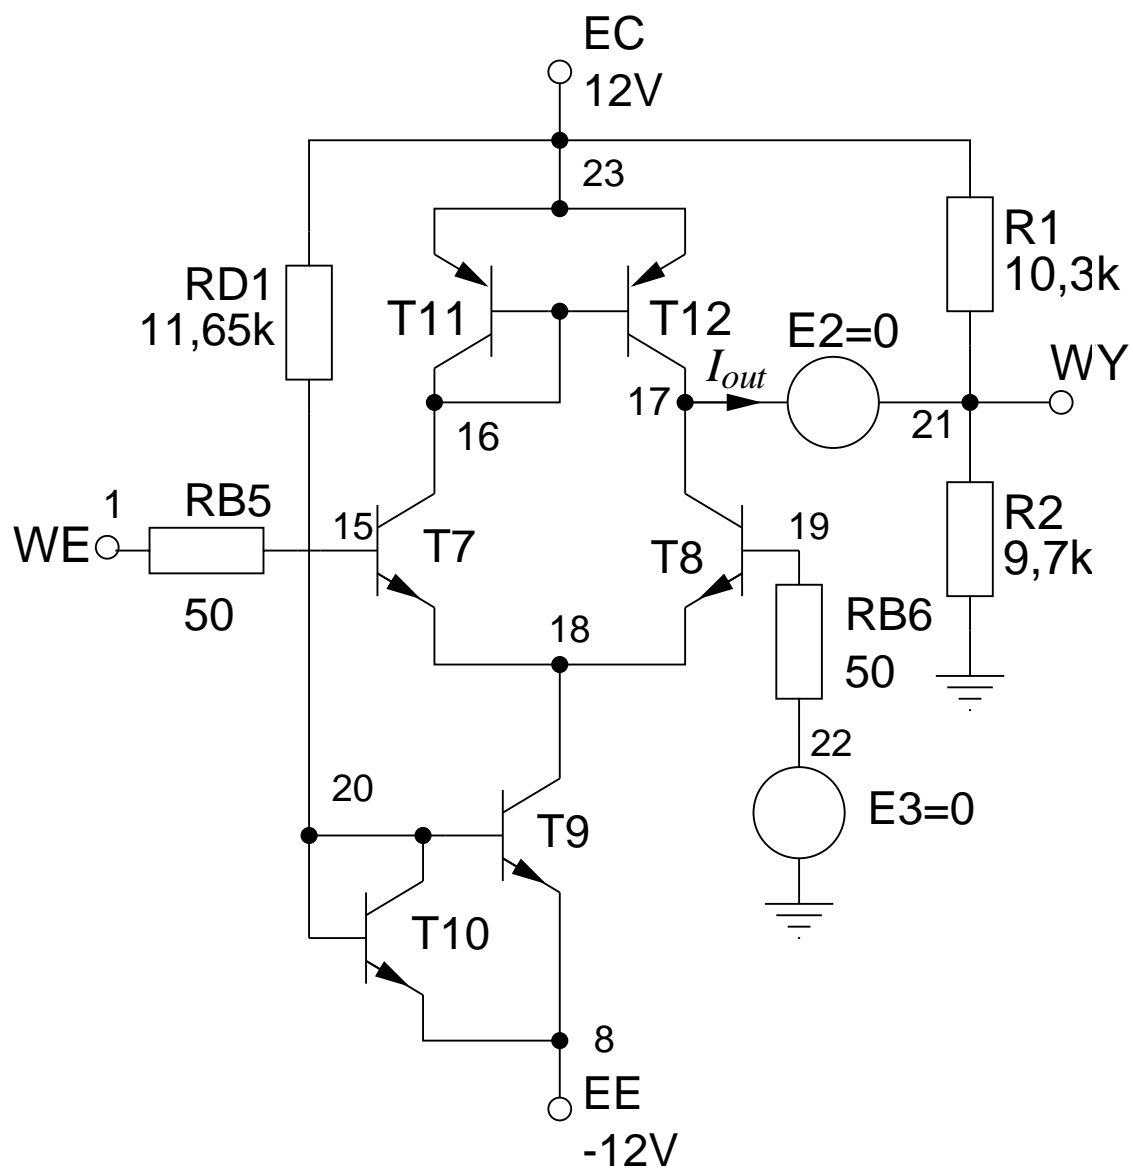 EC
12V
23
RD1
11,65k
T11
T12
R1
10,3k
E2=0
WY
I_out
17
16
21
1
WE
RB5
50
15
T7
T8
19
R2
9,7k
18
RB6
50
22
E3=0
20
T9
T10
8
EE
-12V